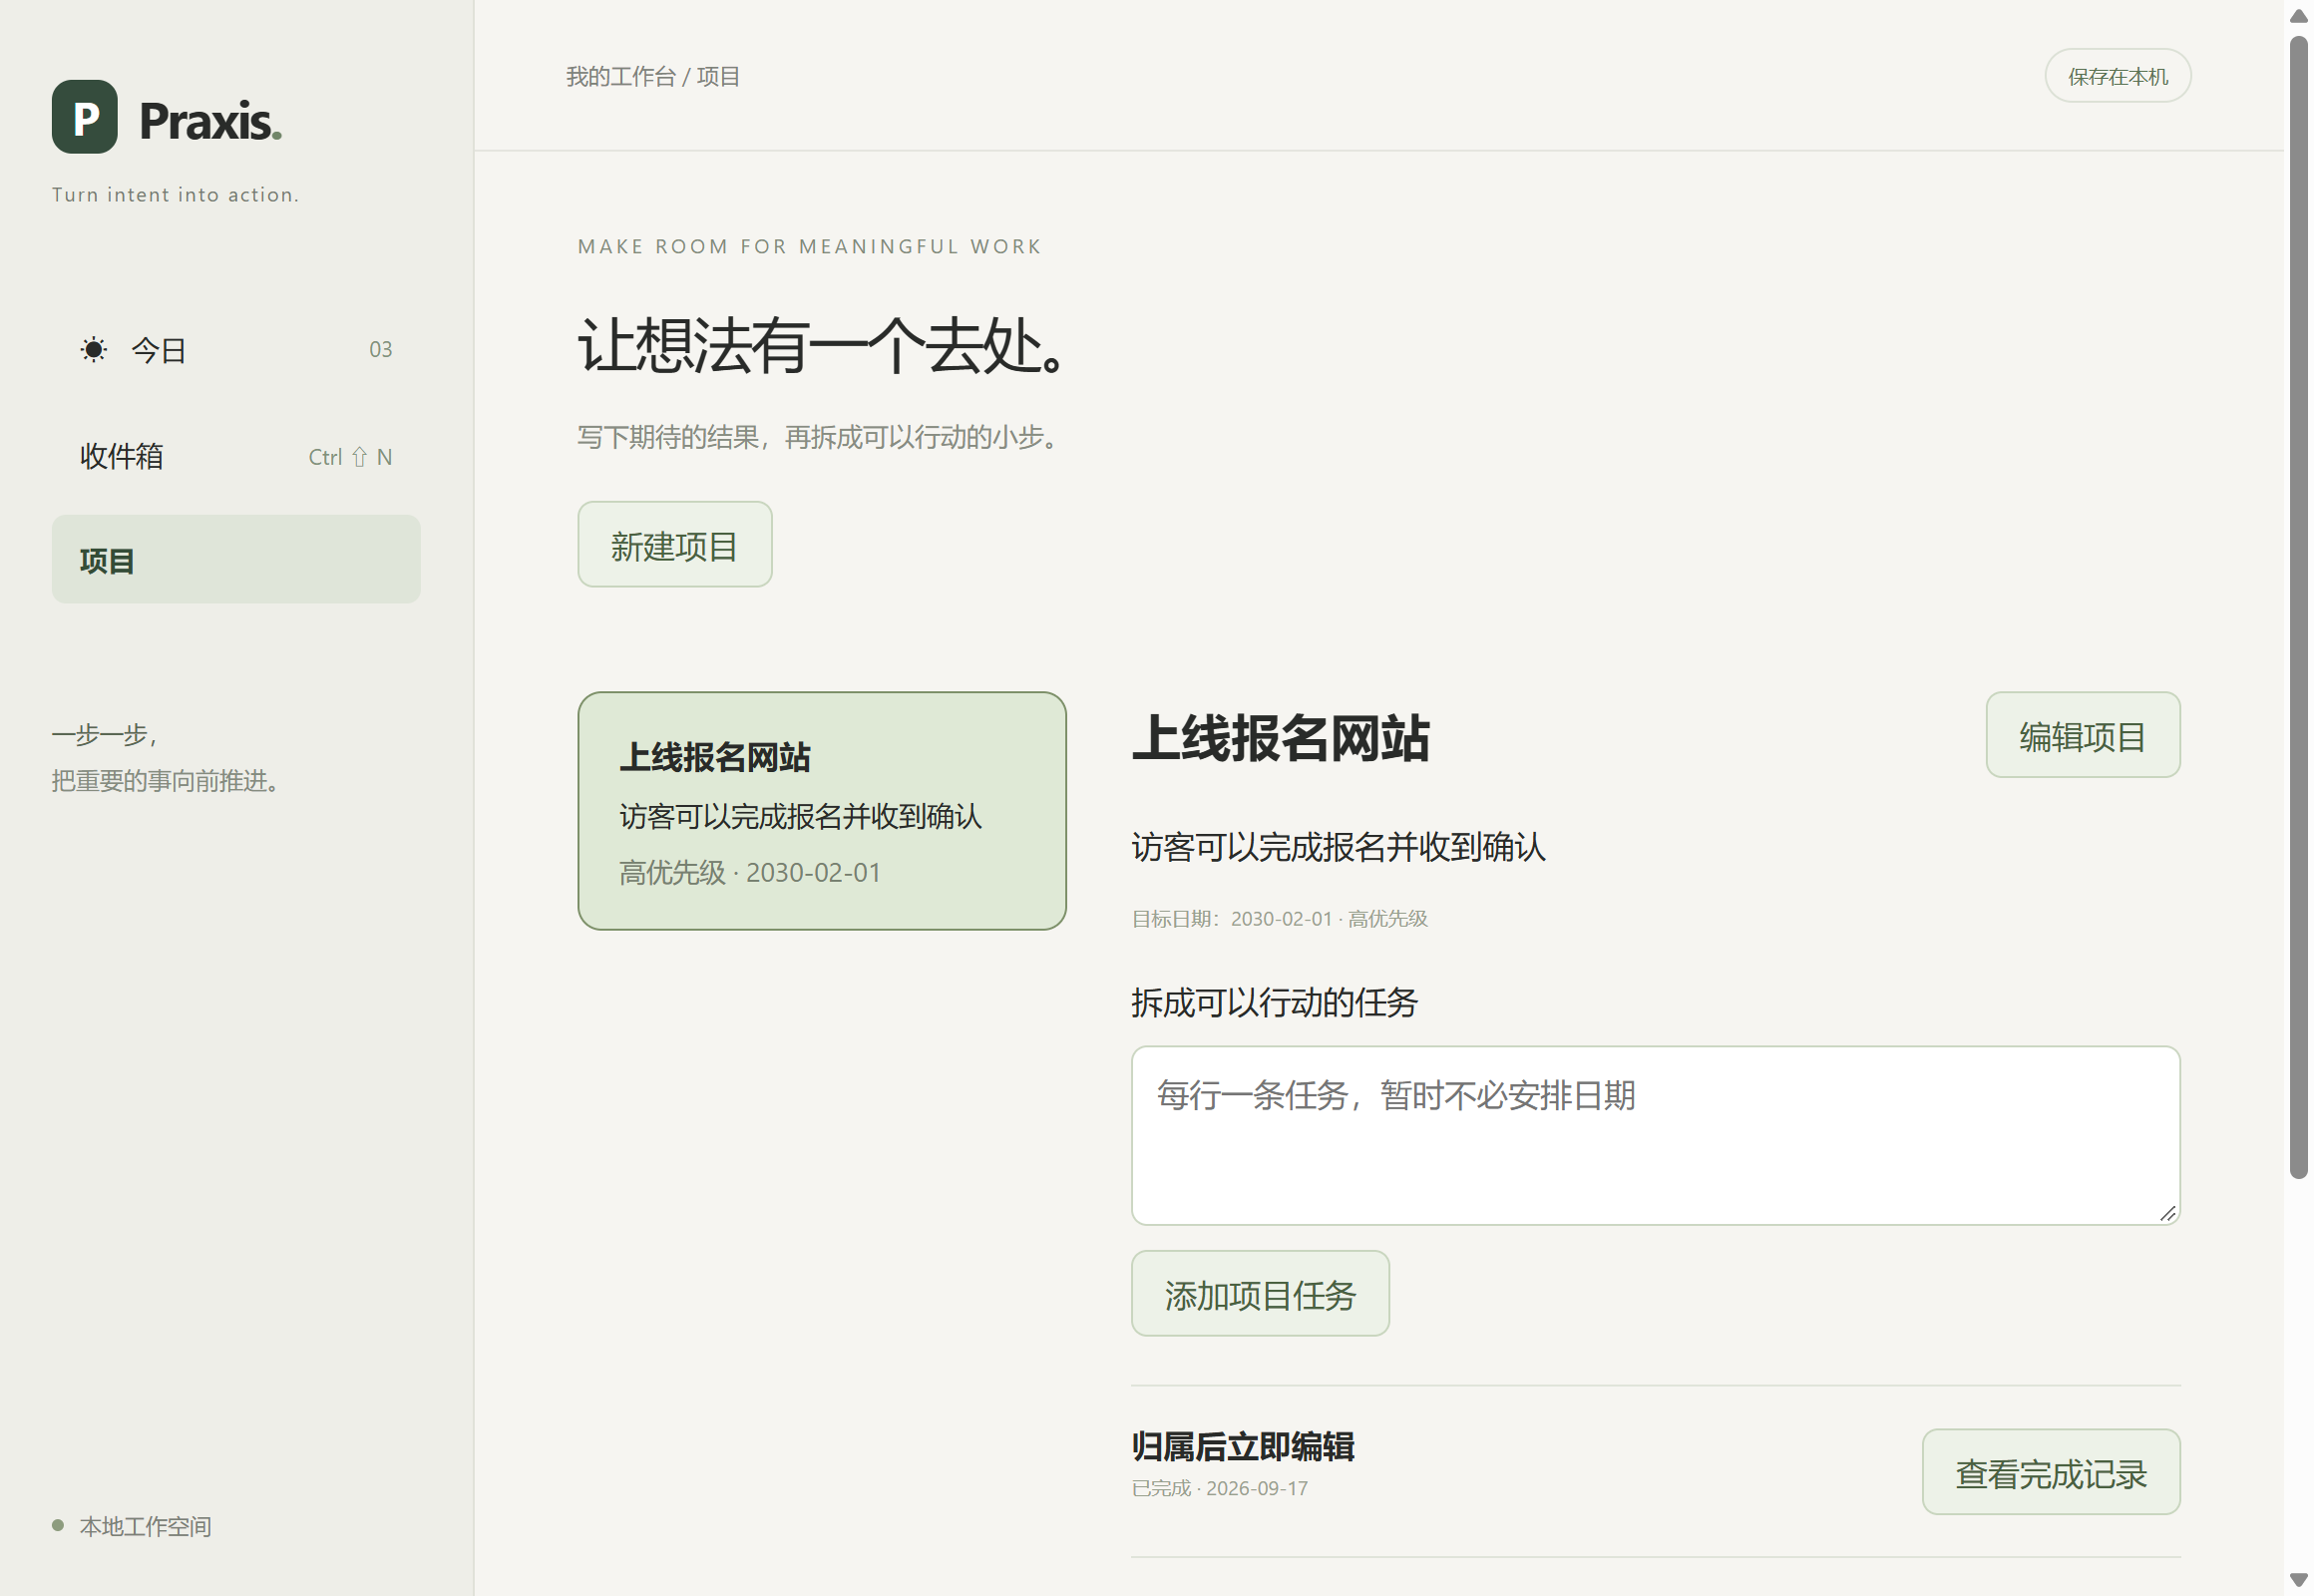 P Praxis.
Turn intent into action.
今日 03
收件箱 Ctrl ⇧ N
项目
一步一步，
把重要的事向前推进。
本地工作空间
我的工作台 / 项目
保存在本机
MAKE ROOM FOR MEANINGFUL WORK
让想法有一个去处。
写下期待的结果，再拆成可以行动的小步。
新建项目
上线报名网站
访客可以完成报名并收到确认
高优先级 · 2030-02-01
上线报名网站
编辑项目
访客可以完成报名并收到确认
目标日期：2030-02-01 · 高优先级
拆成可以行动的任务
每行一条任务，暂时不必安排日期
添加项目任务
归属后立即编辑
已完成 · 2026-09-17
查看完成记录